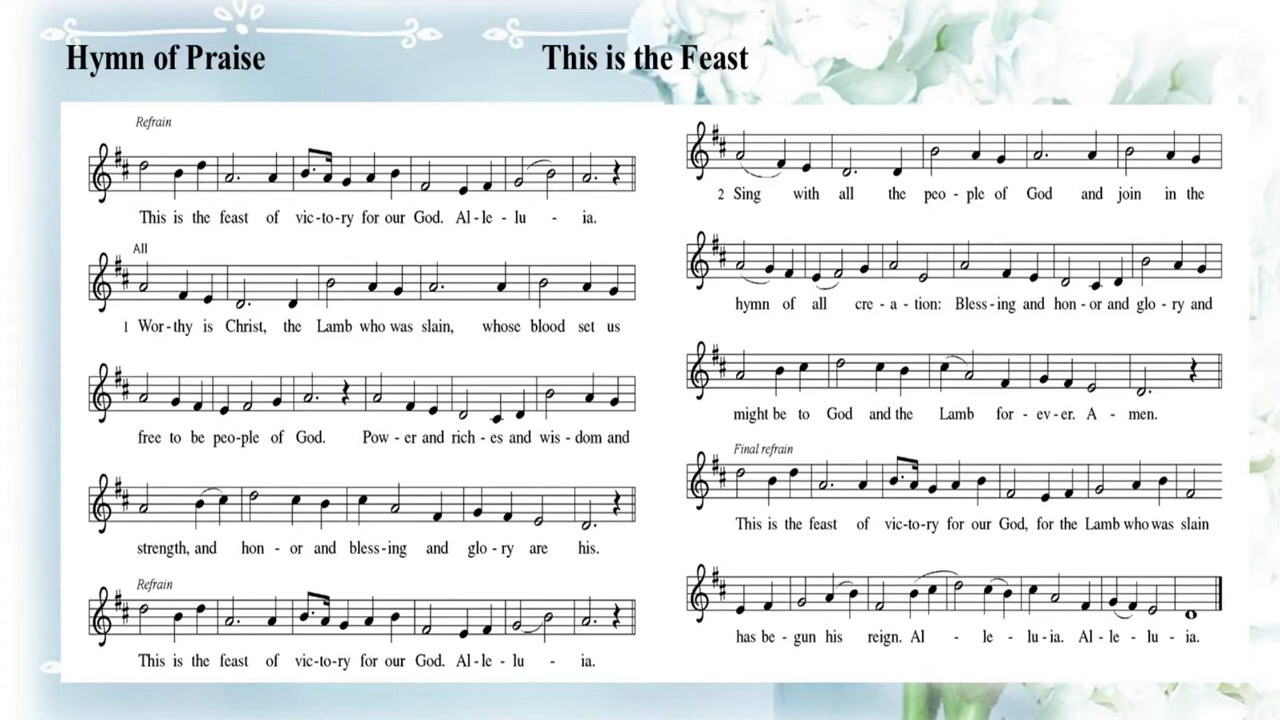 Hymn of Praise
This is the Feast
Refrain
This is the feast of vic-to-ry for our God. Al-le - lu - ia.
All
1 Wor-thy is Christ, the Lamb who was slain, whose blood set us
free to be peo-ple of God. Pow - er and rich - es and wis - dom and
strength, and hon - or and bless-ing and glo - ry are his.
Refrain
This is the feast of vic-to-ry for our God. Al-le - lu - ia.
2 Sing with all the peo - ple of God and join in the
hymn of all cre - a - tion: Bless-ing and hon - or and glo - ry and
might be to God and the Lamb for - ev - er. A - men.
Final refrain
This is the feast of vic-to-ry for our God, for the Lamb who was slain
has be - gun his reign. Al - le - lu - ia. Al - le - lu - ia.